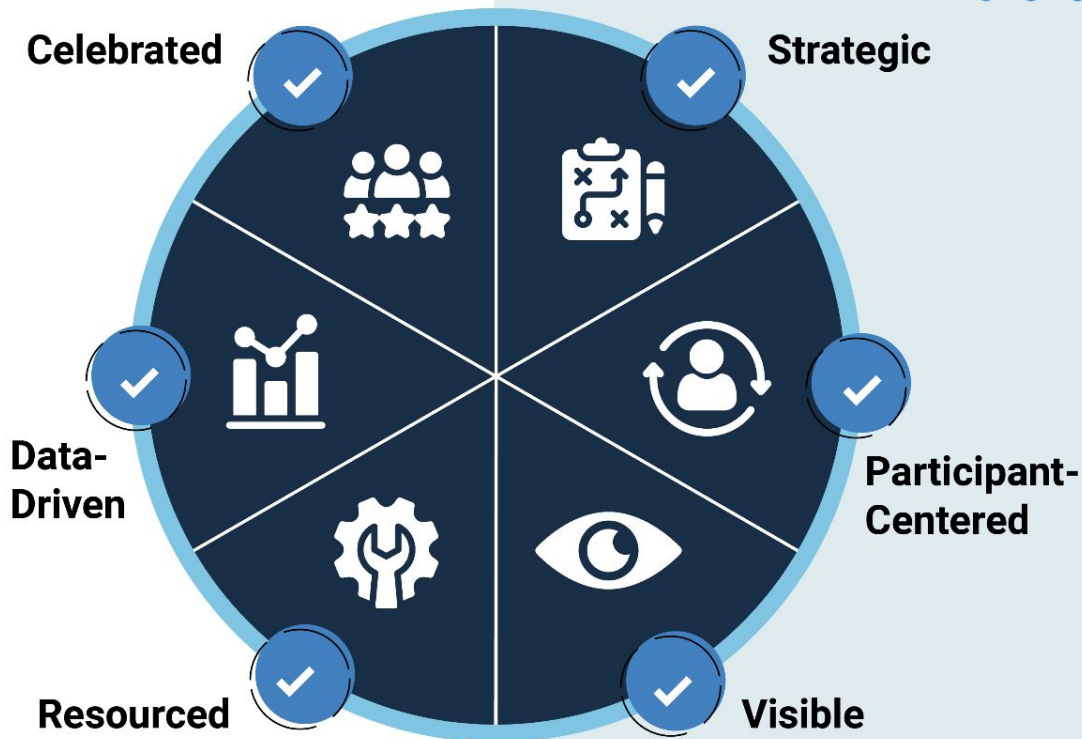 Celebrated
Strategic
Data-
Driven
Participant-
Centered
Resourced
Visible